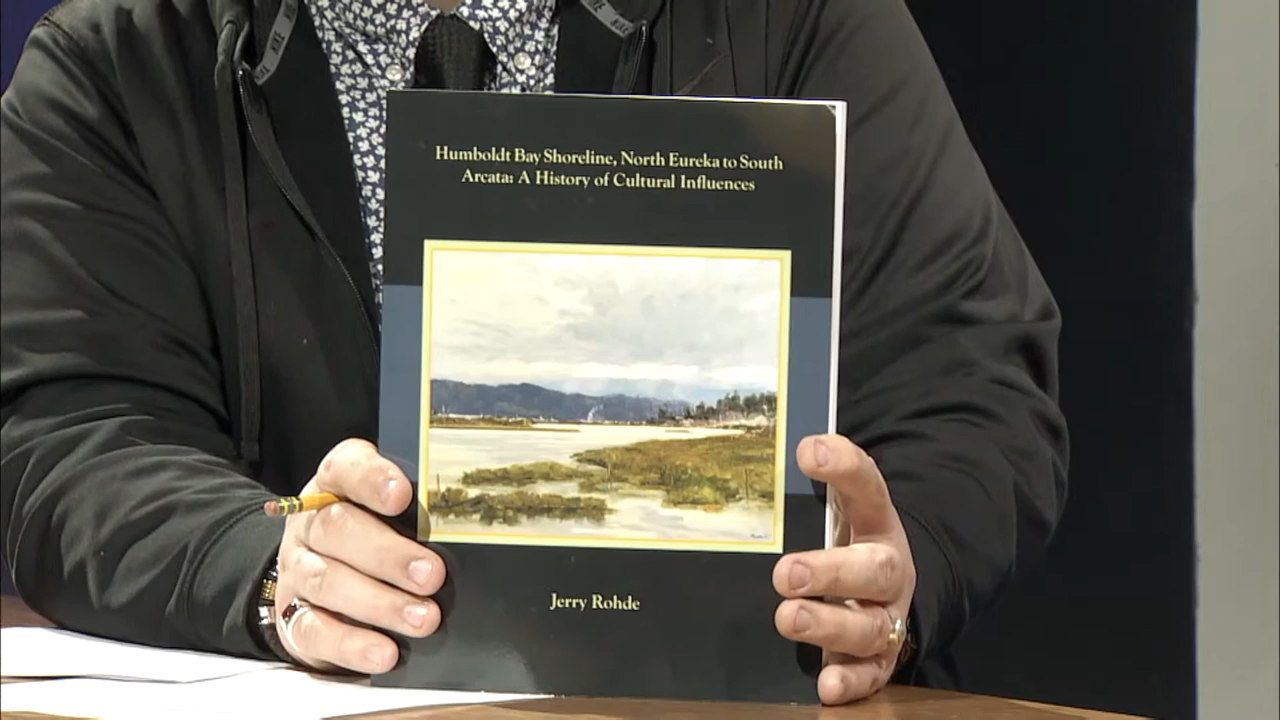 Humboldt Bay Shoreline, North Eureka to South
Arcata: A History of Cultural Influences
Jerry Rohde